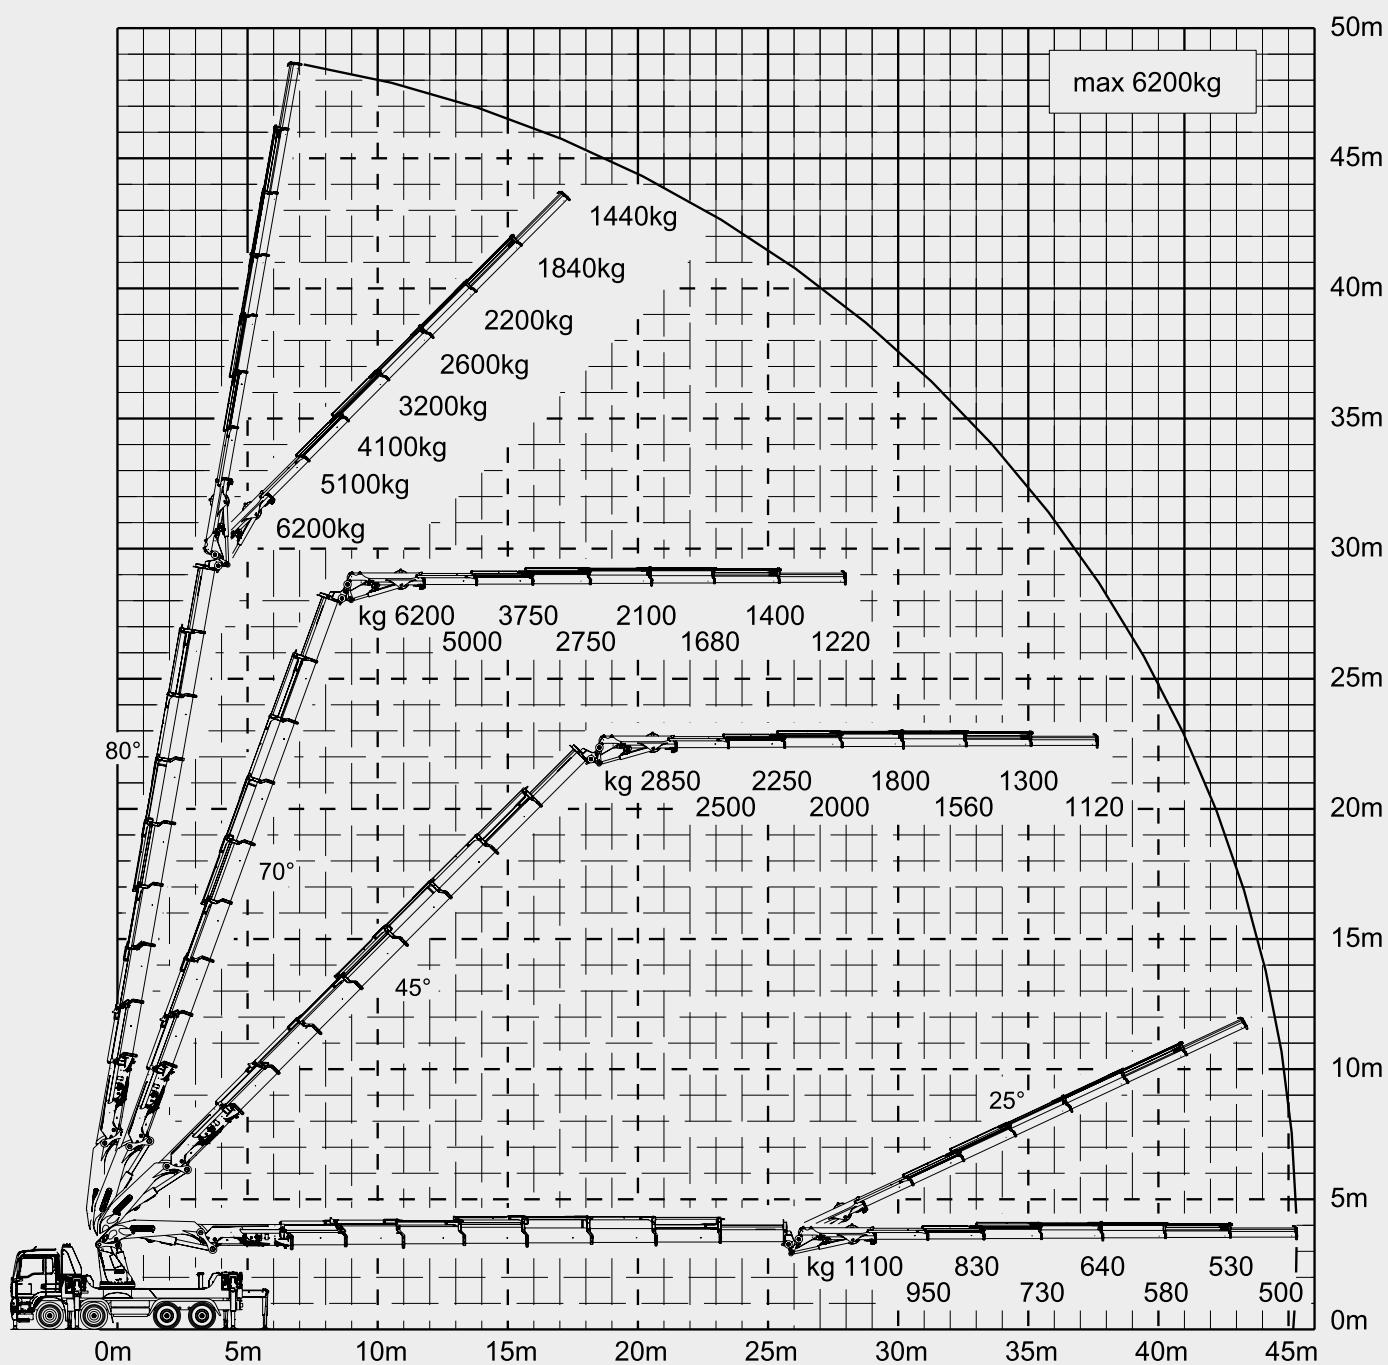 50m
max 6200kg
45m
1440kg
1840kg
40m
2200kg
2600kg
3200kg
35m
4100kg
5100kg
6200kg
30m
kg 6200 3750 2100 1400
5000 2750 1680 1220
25m
80°
kg 2850 2250 1800 1300
2500 2000 1560 1120
20m
70°
15m
45°
10m
25°
5m
kg 1100 830 640 530
950 730 580 500
0m
0m 5m 10m 15m 20m 25m 30m 35m 40m 45m